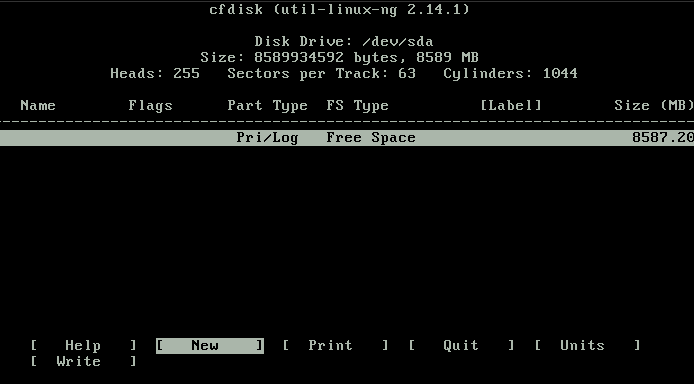 cfdisk (util-linux-ng 2.14.1)
Disk Drive: /dev/sda
Size: 8589934592 bytes, 8589 MB
Heads: 255   Sectors per Track: 63   Cylinders: 1044
Name   Flags   Part Type   FS Type   [Label]   Size (MB)
Pri/Log   Free Space   8587.20
[   Help   ]   [   New   ]   [   Print   ]   [   Quit   ]   [   Units   ]
[   Write   ]